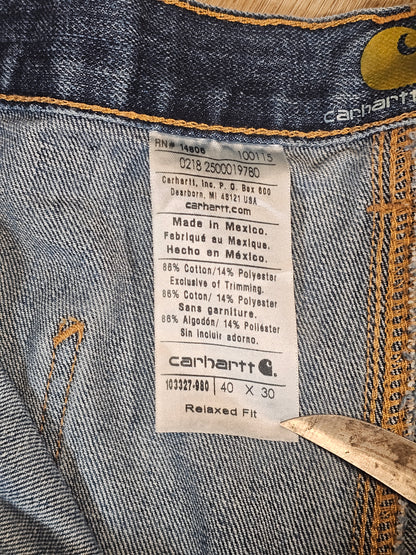 carhartt
RN# 14806 100115
0218 2500019780
Carhartt, Inc. P. O. Box 600
Dearborn, MI 48121 USA
carhartt.com
Made in Mexico.
Fabriqué au Mexique.
Hecho en México.
86% Cotton/14% Polyester
Exclusive of Trimming.
86% Coton/ 14% Polyester
Sans garniture.
86% Algodón/ 14% Poliéster
Sin incluir adorno.
carhartt
103327-980 40 X 30
Relaxed Fit